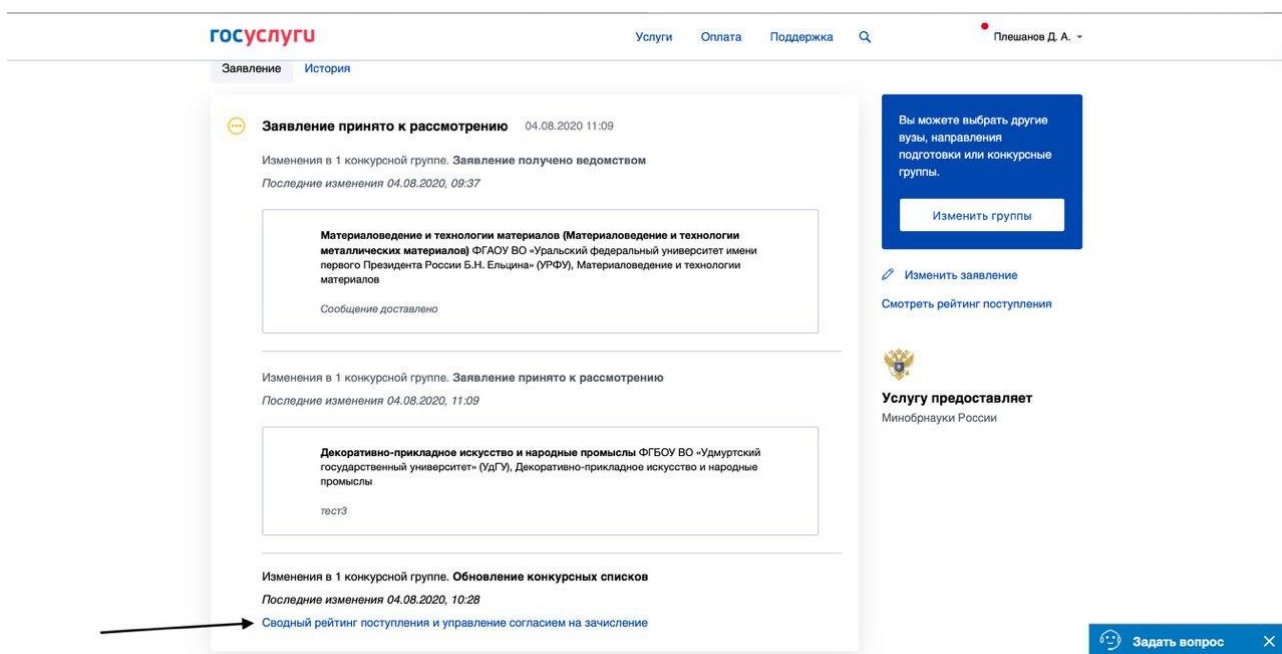 госуслуги
Услуги Оплата Поддержка
Плешанов Д. А.
Заявление История
Заявление принято к рассмотрению 04.08.2020 11:09
Изменения в 1 конкурсной группе. Заявление получено ведомством
Последние изменения 04.08.2020, 09:37
Материаловедение и технологии материалов (Материаловедение и технологии
металлических материалов) ФГАОУ ВО «Уральский федеральный университет имени
первого Президента России Б.Н. Ельцина» (УРФУ), Материаловедение и технологии
материалов
Сообщение доставлено
Изменения в 1 конкурсной группе. Заявление принято к рассмотрению
Последние изменения 04.08.2020, 11:09
Декоративно-прикладное искусство и народные промыслы ФГБОУ ВО «Удмуртский
государственный университет» (УдГУ), Декоративно-прикладное искусство и народные
промыслы
тест3
Изменения в 1 конкурсной группе. Обновление конкурсных списков
Последние изменения 04.08.2020, 10:28
Сводный рейтинг поступления и управление согласием на зачисление
Вы можете выбрать другие
вузы, направления
подготовки или конкурсные
группы.
Изменить группы
Изменить заявление
Смотреть рейтинг поступления
Услугу предоставляет
Минобрнауки России
Задать вопрос